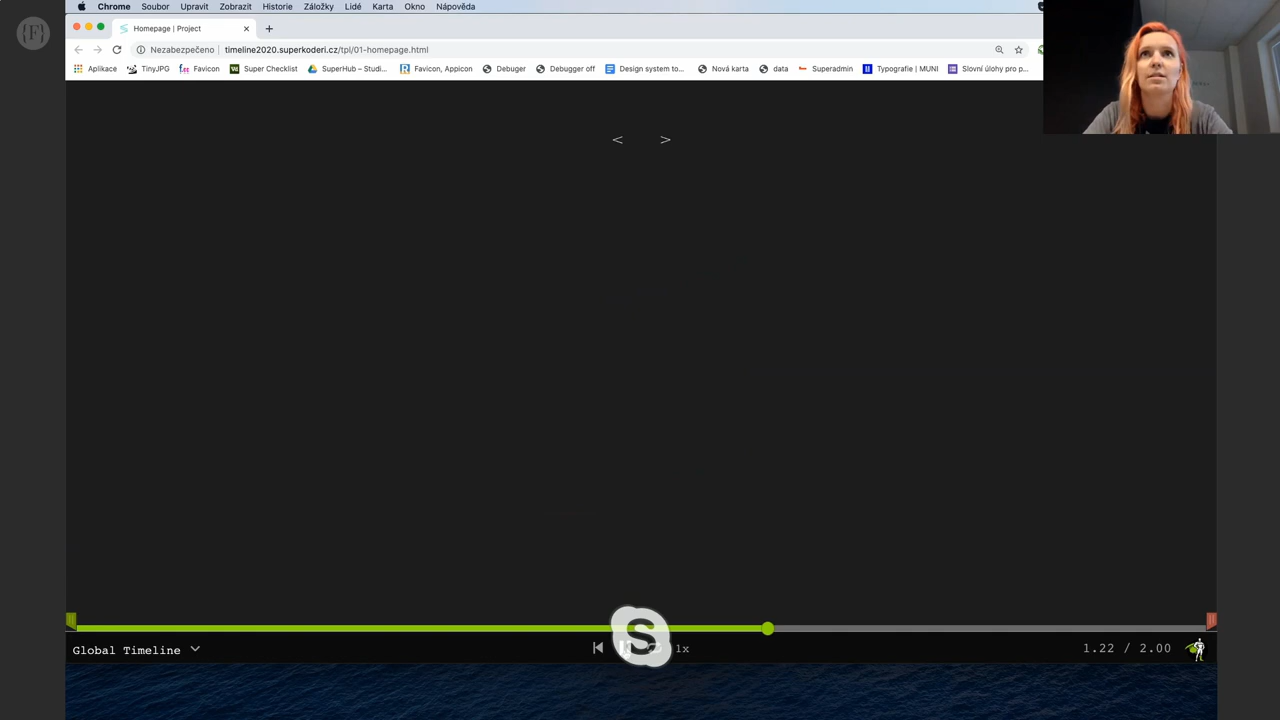 {F}
Chrome Soubor Upravit Zobrazit Historie Záložky Lidé Karta Okno Nápověda
Homepage | Project
Nezabezpečeno timeline2020.superkoderi.cz/tpl/01-homepage.html
Aplikace TinyJPG Favicon Super Checklist SuperHub – Studi... Favicon, Appicon Debuger Debugger off Design system to... Nová karta data Superadmin Typografie | MUNI Slovní úlohy pro p...
< >
Global Timeline 1x 1.22 / 2.00
S